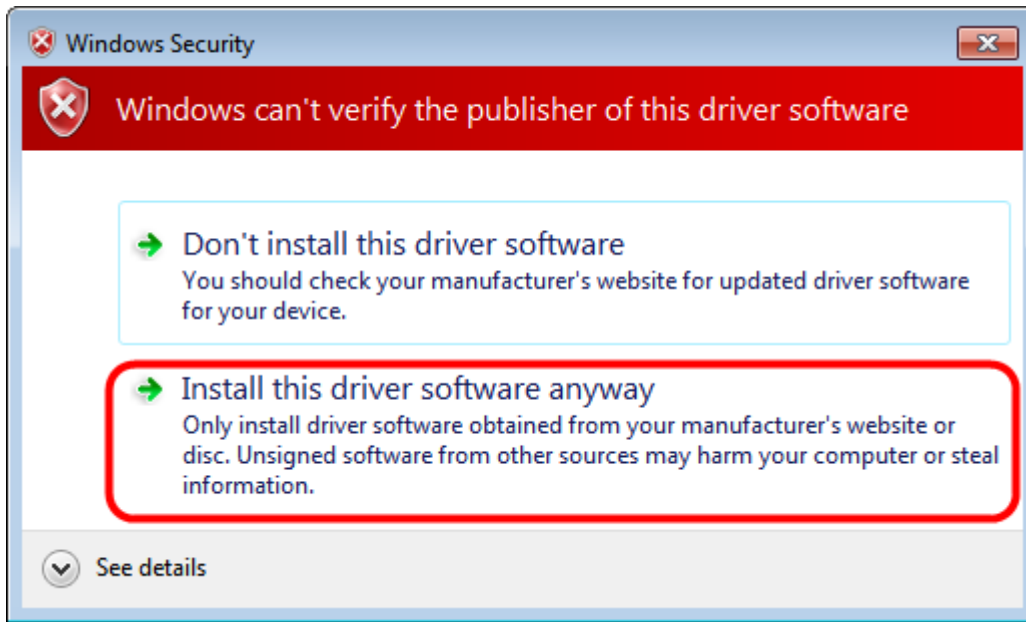 Windows Security
Windows can't verify the publisher of this driver software
Don't install this driver software
You should check your manufacturer's website for updated driver software
for your device.
Install this driver software anyway
Only install driver software obtained from your manufacturer's website or
disc. Unsigned software from other sources may harm your computer or steal
information.
See details